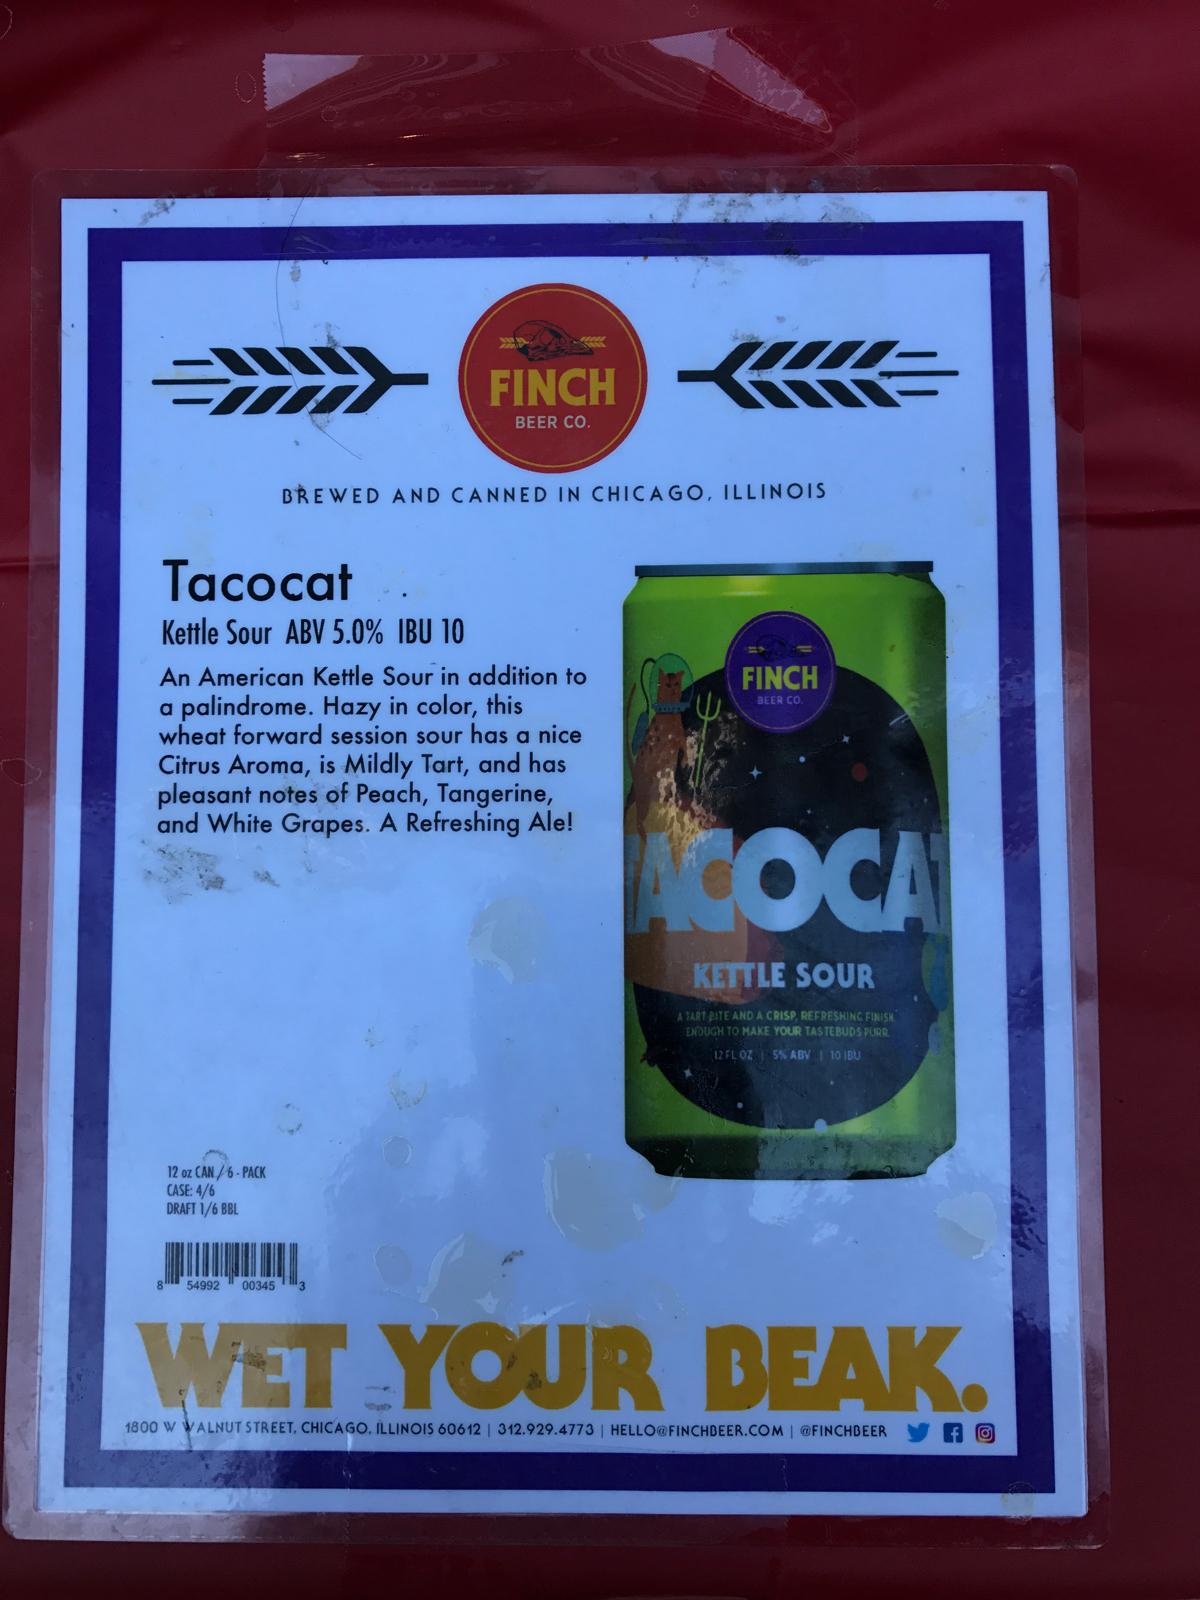 FINCH
BEER CO.
BREWED AND CANNED IN CHICAGO, ILLINOIS
Tacocat
Kettle Sour ABV 5.0% IBU 10
An American Kettle Sour in addition to
a palindrome. Hazy in color, this
wheat forward session sour has a nice
Citrus Aroma, is Mildly Tart, and has
pleasant notes of Peach, Tangerine,
and White Grapes. A Refreshing Ale!
FINCH
BEER CO.
TACOCAT
KETTLE SOUR
A TART BITE AND A CRISP, REFRESHING FINISH
ENOUGH TO MAKE YOUR TASTEBUDS PURR.
12 FL OZ | 5% ABV | 10 IBU
12 oz CAN / 6 - PACK
CASE: 4/6
DRAFT 1/6 BBL
8 54992 00345 3
WET YOUR BEAK.
1800 W WALNUT STREET, CHICAGO, ILLINOIS 60612 | 312.929.4773 | HELLO@FINCHBEER.COM | @FINCHBEER